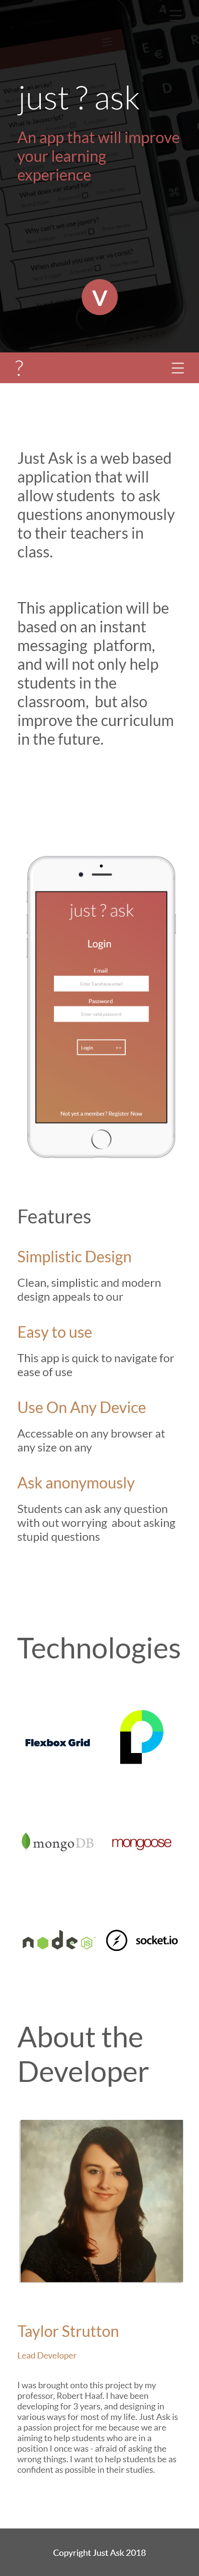 just ? ask
An app that will improve
your learning
experience
V
?
Just Ask is a web based
application that will
allow students to ask
questions anonymously
to their teachers in
class.
This application will be
based on an instant
messaging platform,
and will not only help
students in the
classroom, but also
improve the curriculum
in the future.
just ? ask
Login
Email
Password
Login >>
Not yet a member? Register Now
Features
Simplistic Design
Clean, simplistic and modern
design appeals to our
Easy to use
This app is quick to navigate for
ease of use
Use On Any Device
Accessable on any browser at
any size on any
Ask anonymously
Students can ask any question
with out worrying about asking
stupid questions
Technologies
Flexbox Grid
mongoDB mongoose
node JS socket.io
About the
Developer
Taylor Strutton
Lead Developer
I was brought onto this project by my
professor, Robert Haaf. I have been
developing for 3 years, and designing in
various ways for most of my life. Just Ask is
a passion project for me because we are
aiming to help students who are in a
position I once was - afraid of asking the
wrong things. I want to help students be as
confident as possible in their studies.
Copyright Just Ask 2018